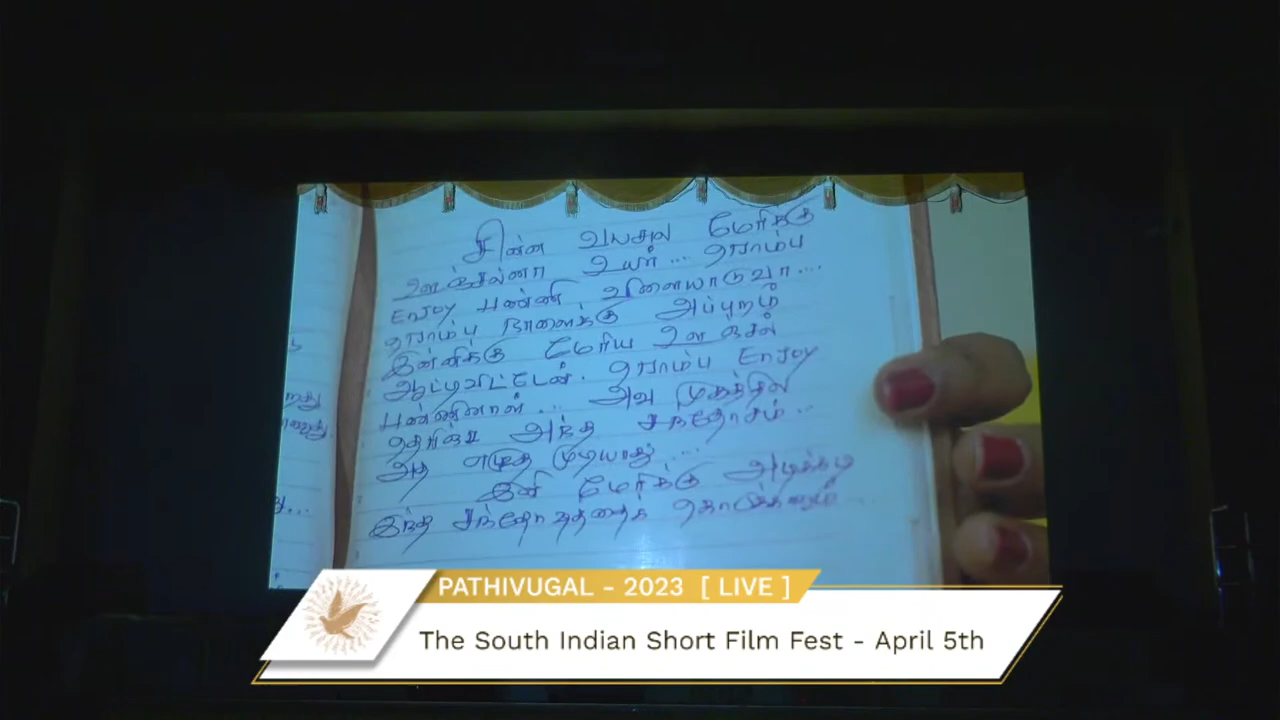 சின்ன வயசுல மேரிக்கு
ஊஞ்சல்னா உயிர்... ரொம்ப
Enjoy பண்ணி விளையாடுவா...
ரொம்ப நாளைக்கு அப்புறம்
இன்னிக்கு மேரிய ஊஞ்சல்
ஆட்டிவிட்டேன். ரொம்ப Enjoy
பண்ணினாள்... அவ முகத்தில
தெரிஞ்ச அந்த சந்தோசம்...
அத எழுத முடியாது....
இனி மேரிக்கு அடிக்கடி
இந்த சந்தோசத்தைக் கொடுக்கணும்
PATHIVUGAL - 2023 [ LIVE ]
The South Indian Short Film Fest - April 5th